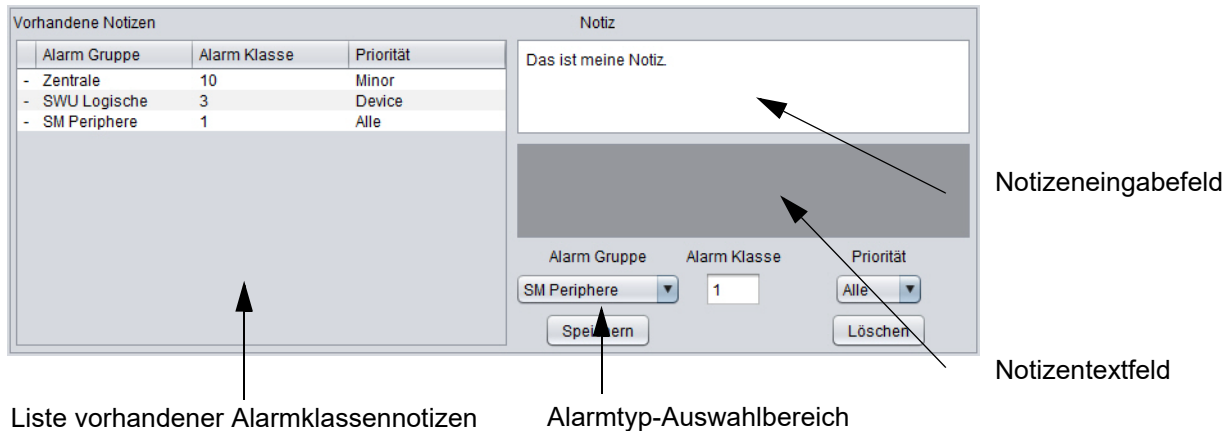 Vorhandene Notizen
Notiz
Alarm Gruppe Alarm Klasse Priorität
- Zentrale 10 Minor
- SWU Logische 3 Device
- SM Periphere 1 Alle
Das ist meine Notiz.
Notizeneingabefeld
Alarm Gruppe Alarm Klasse Priorität
SM Periphere 1 Alle
Speichern Löschen
Notizentextfeld
Liste vorhandener Alarmklassennotizen
Alarmtyp-Auswahlbereich